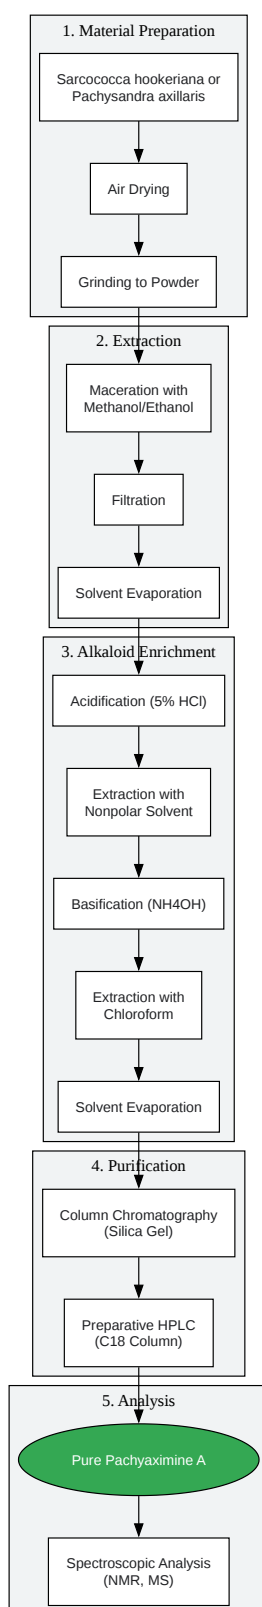 1. Material Preparation
Sarcococca hookeriana or
Pachysandra axillaris
Air Drying
Grinding to Powder
2. Extraction
Maceration with
Methanol/Ethanol
Filtration
Solvent Evaporation
3. Alkaloid Enrichment
Acidification (5% HCl)
Extraction with
Nonpolar Solvent
Basification (NH4OH)
Extraction with
Chloroform
Solvent Evaporation
4. Purification
Column Chromatography
(Silica Gel)
Preparative HPLC
(C18 Column)
5. Analysis
Pure Pachyaximine A
Spectroscopic Analysis
(NMR, MS)